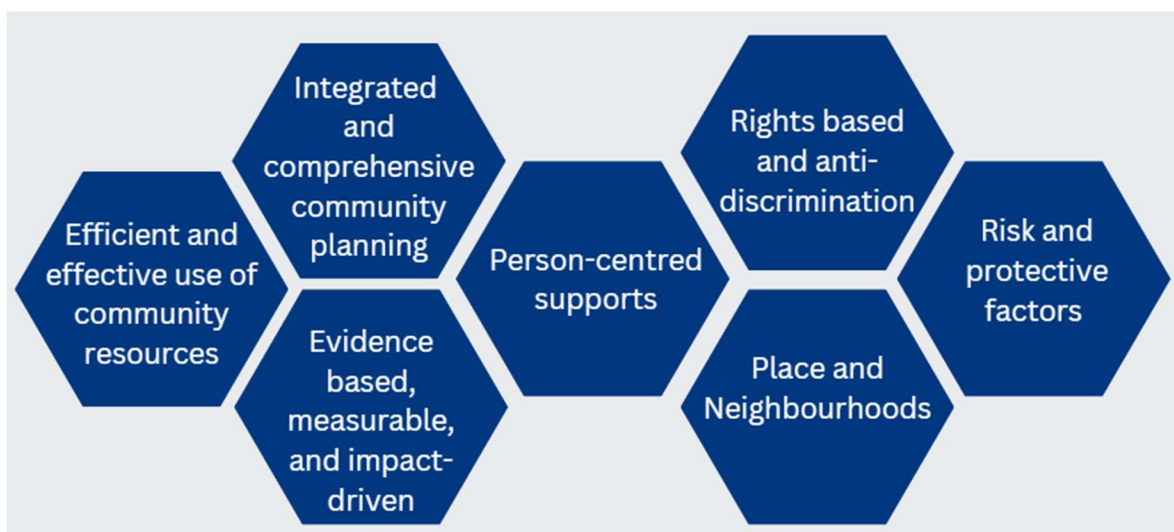 Efficient and
effective use of
community
resources
Integrated
and
comprehensive
community
planning
Evidence
based,
measurable,
and impact-
driven
Person-centred
supports
Rights based
and anti-
discrimination
Place and
Neighbourhoods
Risk and
protective
factors